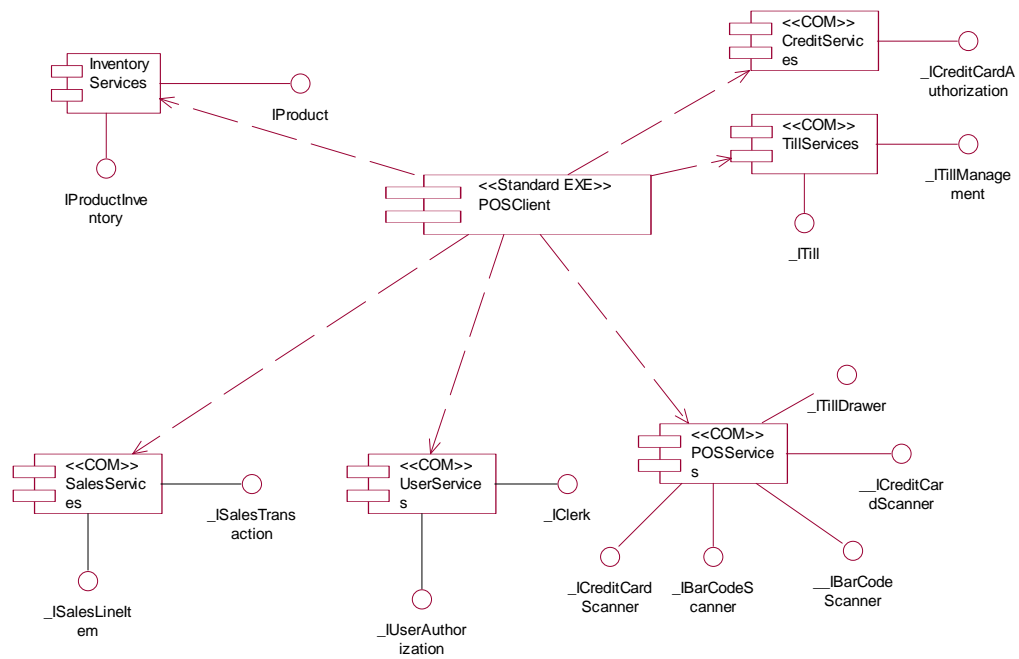 <<COM>>
CreditServic
es
_ICreditCardA
uthorization
Inventory
Services
IProduct
IProductInve
ntory
<<COM>>
TillServices
_ITillManage
ment
_ITill
<<Standard EXE>>
POSClient
_ITillDrawer
<<COM>>
SalesServic
es
_ISalesTrans
action
_ISalesLineIt
em
<<COM>>
UserService
s
_IClerk
_IUserAuthor
ization
<<COM>>
POSService
s
__ICreditCar
dScanner
_ICreditCard
Scanner
_IBarCodeS
canner
__IBarCode
Scanner